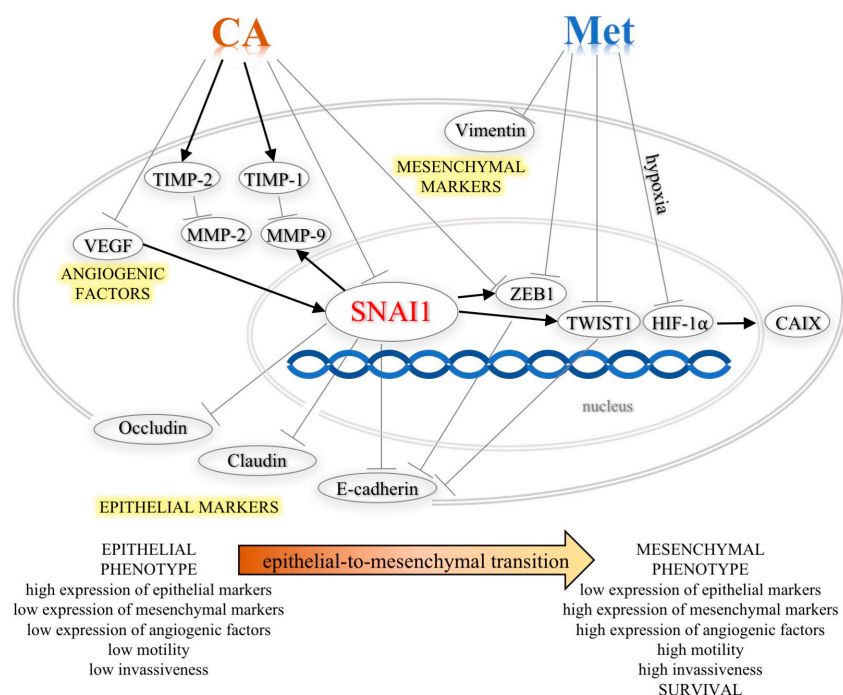 CA
Met
Vimentin
MESENCHYMAL
MARKERS
hypoxia
TIMP-2
TIMP-1
MMP-2
MMP-9
VEGF
ANGIOGENIC
FACTORS
SNAI1
ZEB1
TWIST1
HIF-1α
CAIX
nucleus
Occludin
Claudin
E-cadherin
EPITHELIAL MARKERS
EPITHELIAL
PHENOTYPE
high expression of epithelial markers
low expression of mesenchymal markers
low expression of angiogenic factors
low motility
low invassiveness
epithelial-to-mesenchymal transition
MESENCHYMAL
PHENOTYPE
low expression of epithelial markers
high expression of mesenchymal markers
high expression of angiogenic factors
high motility
high invassiveness
SURVIVAL